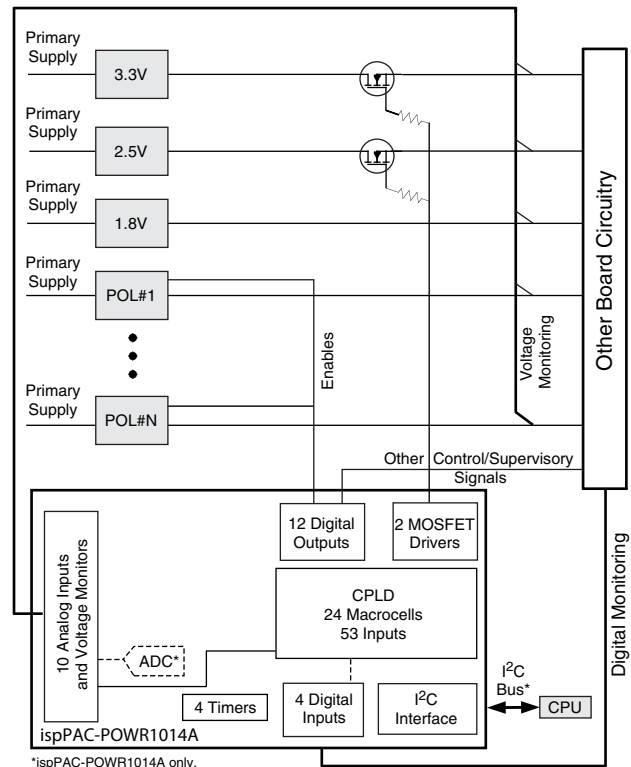 Primary
Supply
3.3V
Primary
Supply
2.5V
Primary
Supply
1.8V
Primary
Supply
POL#1
Primary
Supply
POL#N
Enables
Voltage
Monitoring
Other Board Circuitry
Other Control/Supervisory
Signals
12 Digital
Outputs
2 MOSFET
Drivers
10 Analog Inputs
and Voltage Monitors
CPLD
24 Macrocells
53 Inputs
ADC*
4 Timers
4 Digital
Inputs
I²C
Interface
I²C
Bus*
CPU
Digital Monitoring
ispPAC-POWR1014A
*ispPAC-POWR1014A only.